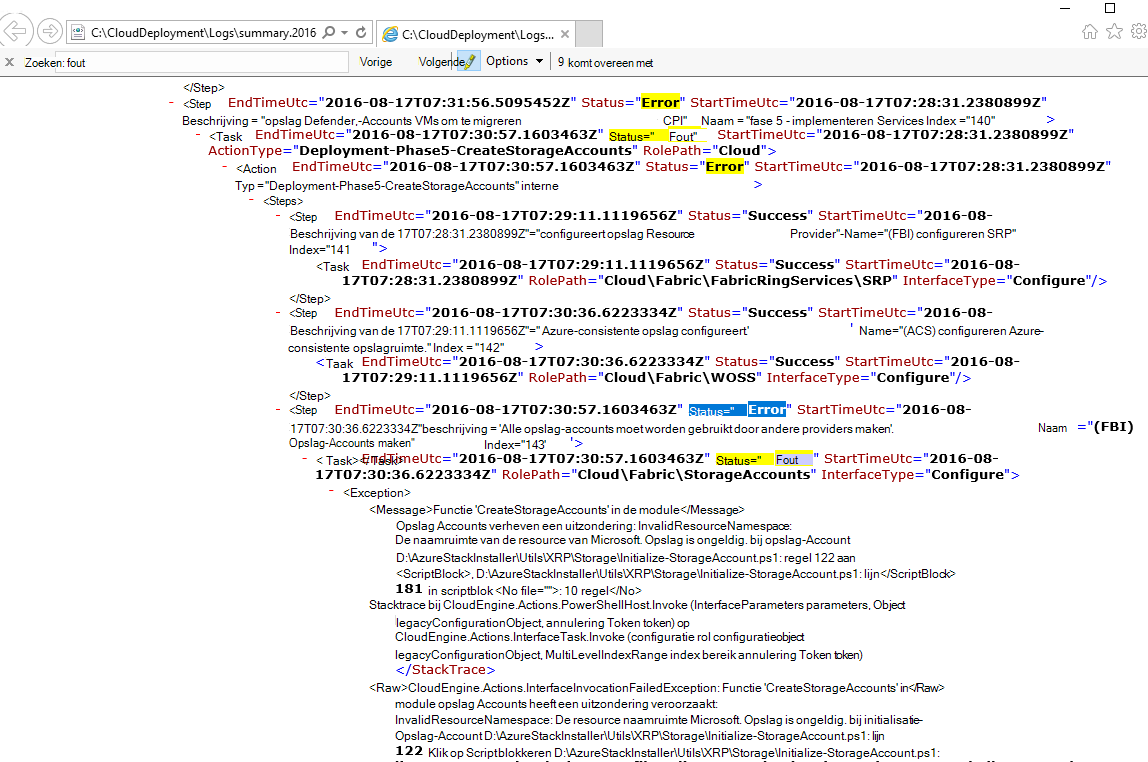 C:\CloudDeployment\Logs\summary.2016
C:\CloudDeployment\Logs...
x Zoeken: fout Vorige Volgende Options 9 komt overeen met
</Step>
- <Step EndTimeUtc="2016-08-17T07:31:56.5095452Z" Status="Error" StartTimeUtc="2016-08-17T07:28:31.2380899Z"
Beschrijving = "opslag Defender,-Accounts VMs om te migreren CPI" Naam = "fase 5 - implementeren Services Index ="140" >
- <Task EndTimeUtc="2016-08-17T07:30:57.1603463Z" Status=" Fout" StartTimeUtc="2016-08-17T07:28:31.2380899Z"
ActionType="Deployment-Phase5-CreateStorageAccounts" RolePath="Cloud">
- <Action EndTimeUtc="2016-08-17T07:30:57.1603463Z" Status="Error" StartTimeUtc="2016-08-17T07:28:31.2380899Z"
Typ ="Deployment-Phase5-CreateStorageAccounts" interne >
- <Steps>
- <Step EndTimeUtc="2016-08-17T07:29:11.1119656Z" Status="Success" StartTimeUtc="2016-08-
Beschrijving van de 17T07:28:31.2380899Z"="configureert opslag Resource Provider"-Name="(FBI) configureren SRP"
Index="141 ">
<Task EndTimeUtc="2016-08-17T07:29:11.1119656Z" Status="Success" StartTimeUtc="2016-08-
17T07:28:31.2380899Z" RolePath="Cloud\Fabric\FabricRingServices\SRP" InterfaceType="Configure"/>
</Step>
- <Step EndTimeUtc="2016-08-17T07:30:36.6223334Z" Status="Success" StartTimeUtc="2016-08-
Beschrijving van de 17T07:29:11.1119656Z"=" Azure-consistente opslag configureert' ' Name="(ACS) configureren Azure-
consistente opslagruimte." Index = "142" >
<Taak EndTimeUtc="2016-08-17T07:30:36.6223334Z" Status="Success" StartTimeUtc="2016-08-
17T07:29:11.1119656Z" RolePath="Cloud\Fabric\WOSS" InterfaceType="Configure"/>
</Step>
- <Step EndTimeUtc="2016-08-17T07:30:57.1603463Z" Status=" Error" StartTimeUtc="2016-08-
17T07:30:36.6223334Z"beschrijving = 'Alle opslag-accounts moet worden gebruikt door andere providers maken'. Naam ="(FBI)
Opslag-Accounts maken" Index="143' '>
- < Task></Task> EndTimeUtc="2016-08-17T07:30:57.1603463Z" Status=" Fout " StartTimeUtc="2016-08-
17T07:30:36.6223334Z" RolePath="Cloud\Fabric\StorageAccounts" InterfaceType="Configure">
- <Exception>
<Message>Functie 'CreateStorageAccounts' in de module</Message>
Opslag Accounts verheven een uitzondering: InvalidResourceNamespace:
De naamruimte van de resource van Microsoft. Opslag is ongeldig. bij opslag-Account
D:\AzureStackInstaller\Utils\XRP\Storage\Initialize-StorageAccount.ps1: regel 122 aan
<ScriptBlock>, D:\AzureStackInstaller\Utils\XRP\Storage\Initialize-StorageAccount.ps1: lijn</ScriptBlock>
181 in scriptblok <No file="">: 10 regel</No>
Stacktrace bij CloudEngine.Actions.PowerShellHost.Invoke (InterfaceParameters parameters, Object
legacyConfigurationObject, annulering Token token) op
CloudEngine.Actions.InterfaceTask.Invoke (configuratie rol configuratieobject
legacyConfigurationObject, MultiLevelIndexRange index bereik annulering Token token)
</StackTrace>
<Raw>CloudEngine.Actions.InterfaceInvocationFailedException: Functie 'CreateStorageAccounts' in</Raw>
module opslag Accounts heeft een uitzondering veroorzaakt:
InvalidResourceNamespace: De resource naamruimte Microsoft. Opslag is ongeldig. bij initialisatie-
Opslag-Account D:\AzureStackInstaller\Utils\XRP\Storage\Initialize-StorageAccount.ps1: lijn
122 Klik op Scriptblokkeren D:\AzureStackInstaller\Utils\XRP\Storage\Initialize-StorageAccount.ps1: